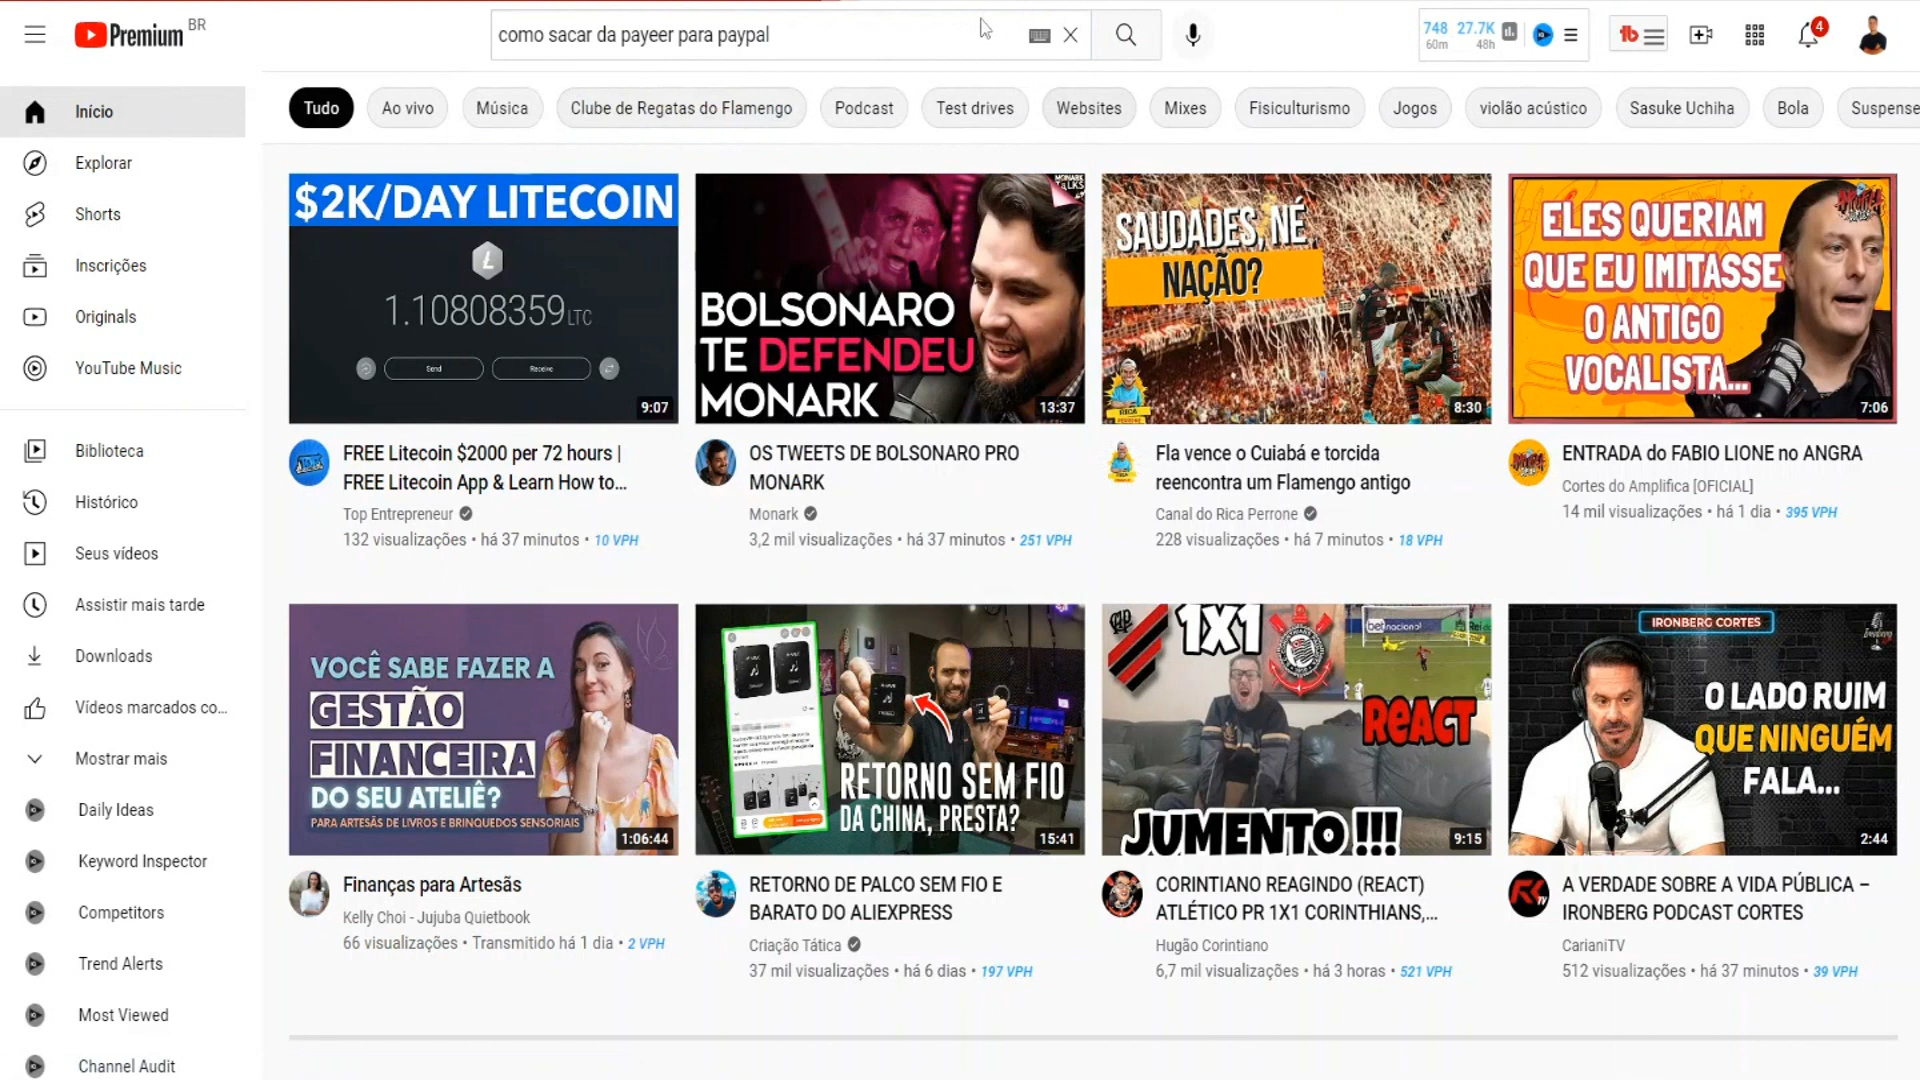 Premium BR
como sacar da payeer para paypal
748 27.7K
60m 48h
tb
4
Início
Explorar
Shorts
Inscrições
Originals
YouTube Music
Biblioteca
Histórico
Seus vídeos
Assistir mais tarde
Downloads
Vídeos marcados co...
Mostrar mais
Daily Ideas
Keyword Inspector
Competitors
Trend Alerts
Most Viewed
Channel Audit
Tudo
Ao vivo
Música
Clube de Regatas do Flamengo
Podcast
Test drives
Websites
Mixes
Fisiculturismo
Jogos
violão acústico
Sasuke Uchiha
Bola
Suspense
$2K/DAY LITECOIN
1.10808359 LTC
Send
Receive
9:07
FREE Litecoin $2000 per 72 hours |
FREE Litecoin App & Learn How to...
Top Entrepreneur
132 visualizações • há 37 minutos • 10 VPH
MONARK
TALKS
BOLSONARO
TE DEFENDEU
MONARK
13:37
OS TWEETS DE BOLSONARO PRO
MONARK
Monark
3,2 mil visualizações • há 37 minutos • 251 VPH
SAUDADES, NÉ
NAÇÃO?
RICA
8:30
Fla vence o Cuiabá e torcida
reencontra um Flamengo antigo
Canal do Rica Perrone
228 visualizações • há 7 minutos • 18 VPH
ELES QUERIAM
QUE EU IMITASSE
O ANTIGO
VOCALISTA...
7:06
ENTRADA do FABIO LIONE no ANGRA
Cortes do Amplifica [OFICIAL]
14 mil visualizações • há 1 dia • 395 VPH
VOCÊ SABE FAZER A
GESTÃO
FINANCEIRA
DO SEU ATELIÊ?
PARA ARTESÃS DE LIVROS E BRINQUEDOS SENSORIAIS
1:06:44
Finanças para Artesãs
Kelly Choi - Jujuba Quietbook
66 visualizações • Transmitido há 1 dia • 2 VPH
RETORNO SEM FIO
DA CHINA, PRESTA?
15:41
RETORNO DE PALCO SEM FIO E
BARATO DO ALIEXPRESS
Criação Tática
37 mil visualizações • há 6 dias • 197 VPH
1X1
betnacional
REACT
JUMENTO !!!
9:15
CORINTIANO REAGINDO (REACT)
ATLÉTICO PR 1X1 CORINTHIANS,...
Hugão Corintiano
6,7 mil visualizações • há 3 horas • 521 VPH
IRONBERG CORTES
O LADO RUIM
QUE NINGUÉM
FALA...
2:44
A VERDADE SOBRE A VIDA PÚBLICA –
IRONBERG PODCAST CORTES
CarianiTV
512 visualizações • há 37 minutos • 39 VPH